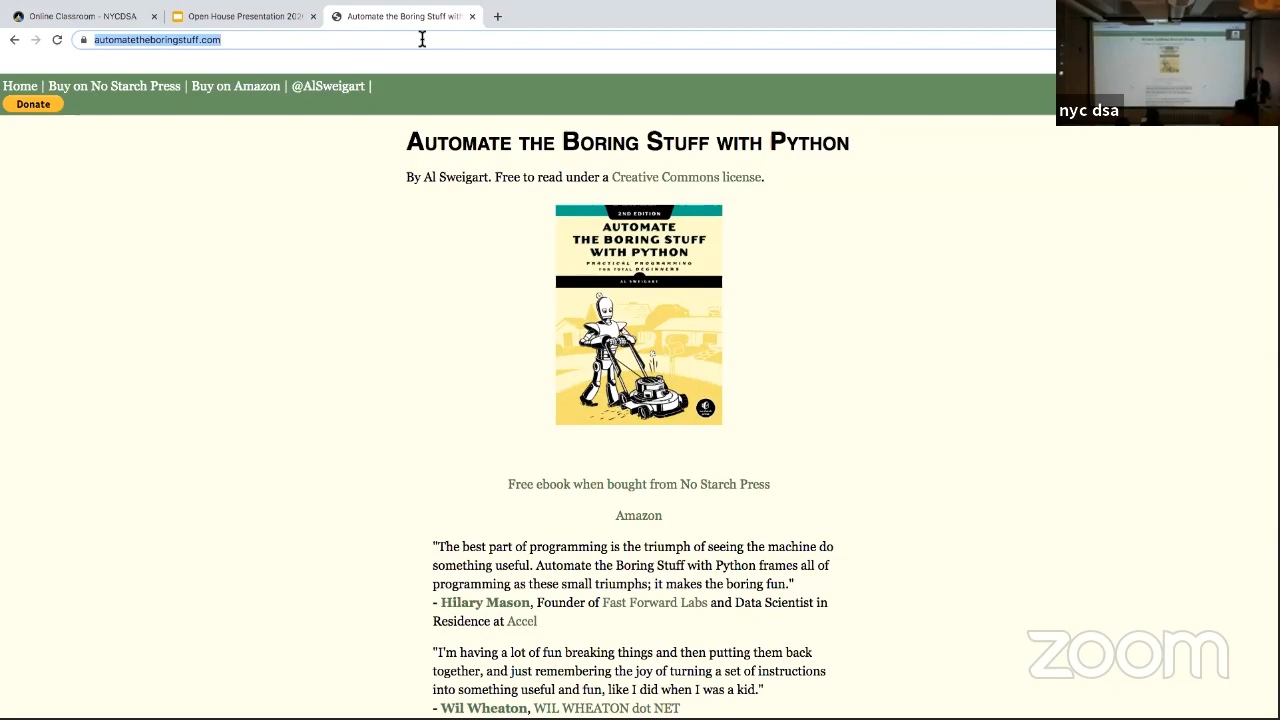 Online Classroom - NYCDSA
Open House Presentation 202
Automate the Boring Stuff with
automatetheboringstuff.com
Home | Buy on No Starch Press | Buy on Amazon | @AlSweigart |
Donate
nyc dsa
AUTOMATE THE BORING STUFF WITH PYTHON
By Al Sweigart. Free to read under a Creative Commons license.
2ND EDITION
AUTOMATE
THE BORING STUFF
WITH PYTHON
PRACTICAL PROGRAMMING
FOR TOTAL BEGINNERS
AL SWEIGART
Free ebook when bought from No Starch Press
Amazon
"The best part of programming is the triumph of seeing the machine do
something useful. Automate the Boring Stuff with Python frames all of
programming as these small triumphs; it makes the boring fun."
- Hilary Mason, Founder of Fast Forward Labs and Data Scientist in
Residence at Accel
"I'm having a lot of fun breaking things and then putting them back
together, and just remembering the joy of turning a set of instructions
into something useful and fun, like I did when I was a kid."
- Wil Wheaton, WIL WHEATON dot NET
zoom